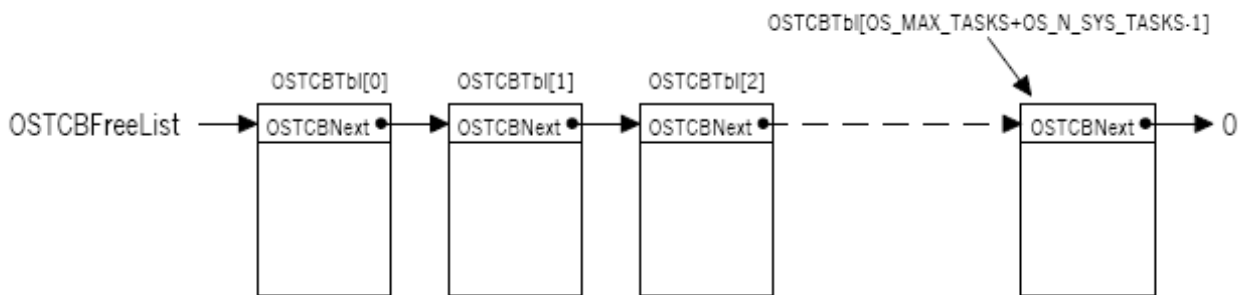 OSTCBTbl[OS_MAX_TASKS+OS_N_SYS_TASKS-1]
OSTCBTbl[0] OSTCBTbl[1] OSTCBTbl[2]
OSTCBFreeList OSTCBNext OSTCBNext OSTCBNext OSTCBNext 0